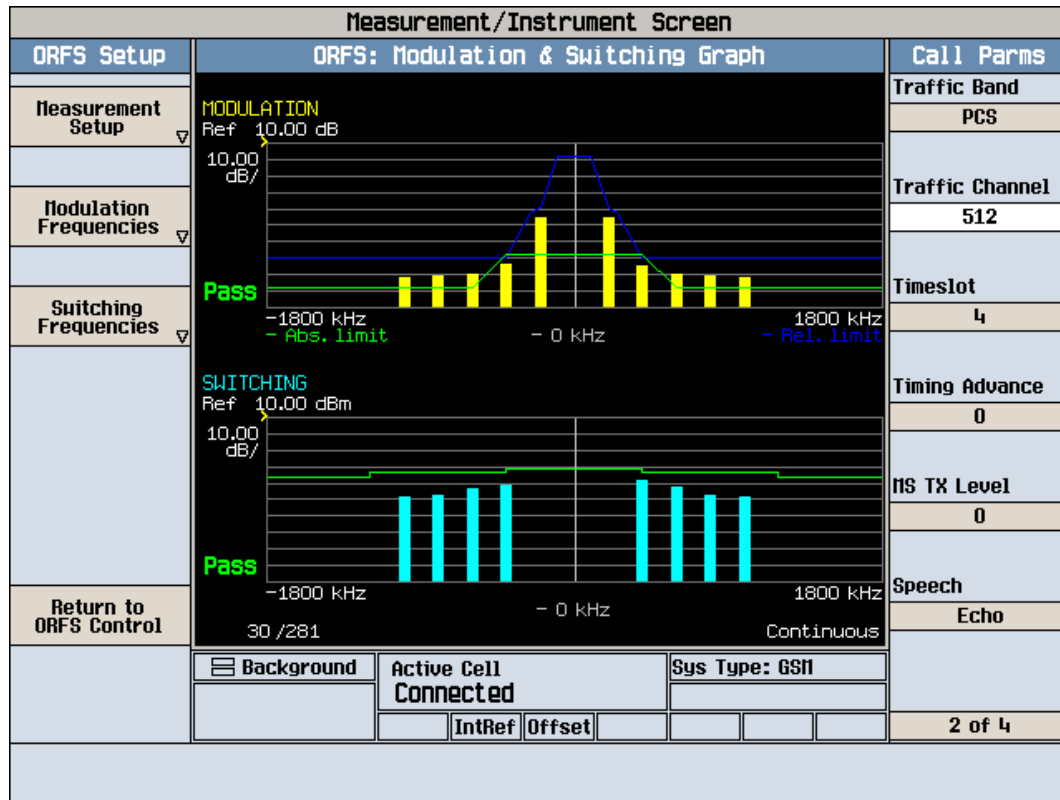 Measurement/Instrument Screen
ORFS Setup
ORFS: Modulation & Switching Graph
Call Parms
Measurement
Setup
Modulation
Frequencies
Switching
Frequencies
Return to
ORFS Control
MODULATION
Ref 10.00 dB
10.00
dB/
Pass
-1800 kHz
1800 kHz
- Abs. limit
- 0 kHz
- Rel. limit
SWITCHING
Ref 10.00 dBm
10.00
dB/
Pass
-1800 kHz
1800 kHz
- 0 kHz
30 /281
Continuous
Traffic Band
PCS
Traffic Channel
512
Timeslot
4
Timing Advance
0
MS TX Level
0
Speech
Echo
2 of 4
Background
Active Cell
Connected
Sys Type: GSM
IntRef
Offset